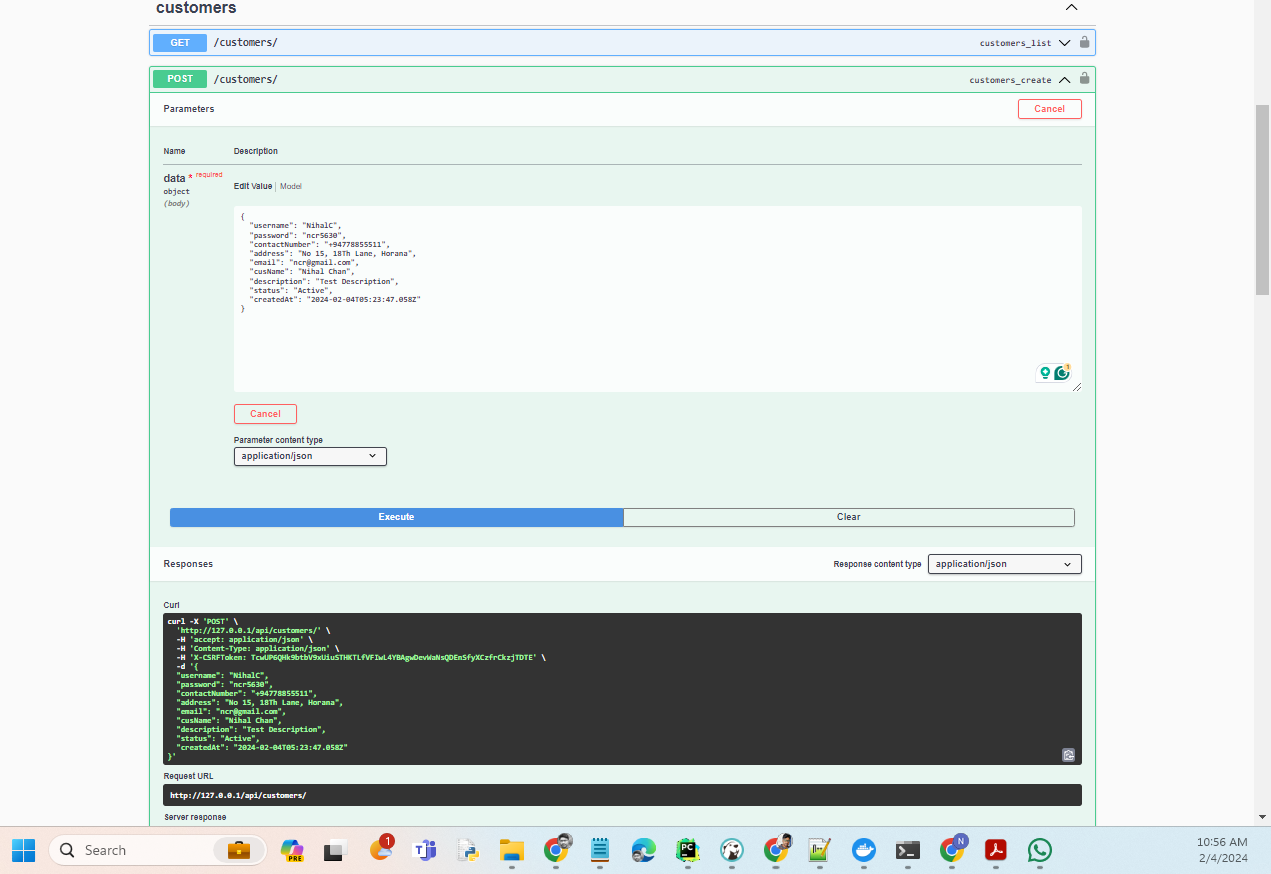 customers
GET /customers/ customers_list
POST /customers/ customers_create
Parameters Cancel
Name Description
data * required
object
(body)
Edit Value | Model
{
"username": "NihalC",
"password": "ncr5630",
"contactNumber": "+94778855511",
"address": "No 15, 18Th Lane, Horana",
"email": "ncr@gmail.com",
"cusName": "Nihal Chan",
"description": "Test Description",
"status": "Active",
"createdAt": "2024-02-04T05:23:47.058Z"
}
1
Cancel
Parameter content type
application/json
Execute Clear
Responses Response content type application/json
Curl
curl -X 'POST' \
'http://127.0.0.1/api/customers/' \
-H 'accept: application/json' \
-H 'Content-Type: application/json' \
-H 'X-CSRFToken: \
-d '{
"username": "NihalC",
"password": "ncr5630",
"contactNumber": "+94778855511",
"address": "No 15, 18Th Lane, Horana",
"email": "ncr@gmail.com",
"cusName": "Nihal Chan",
"description": "Test Description",
"status": "Active",
"createdAt": "2024-02-04T05:23:47.058Z"
}'
Request URL
http://127.0.0.1/api/customers/
Server response
Search PRE 1 PC N 10:56 AM
2/4/2024